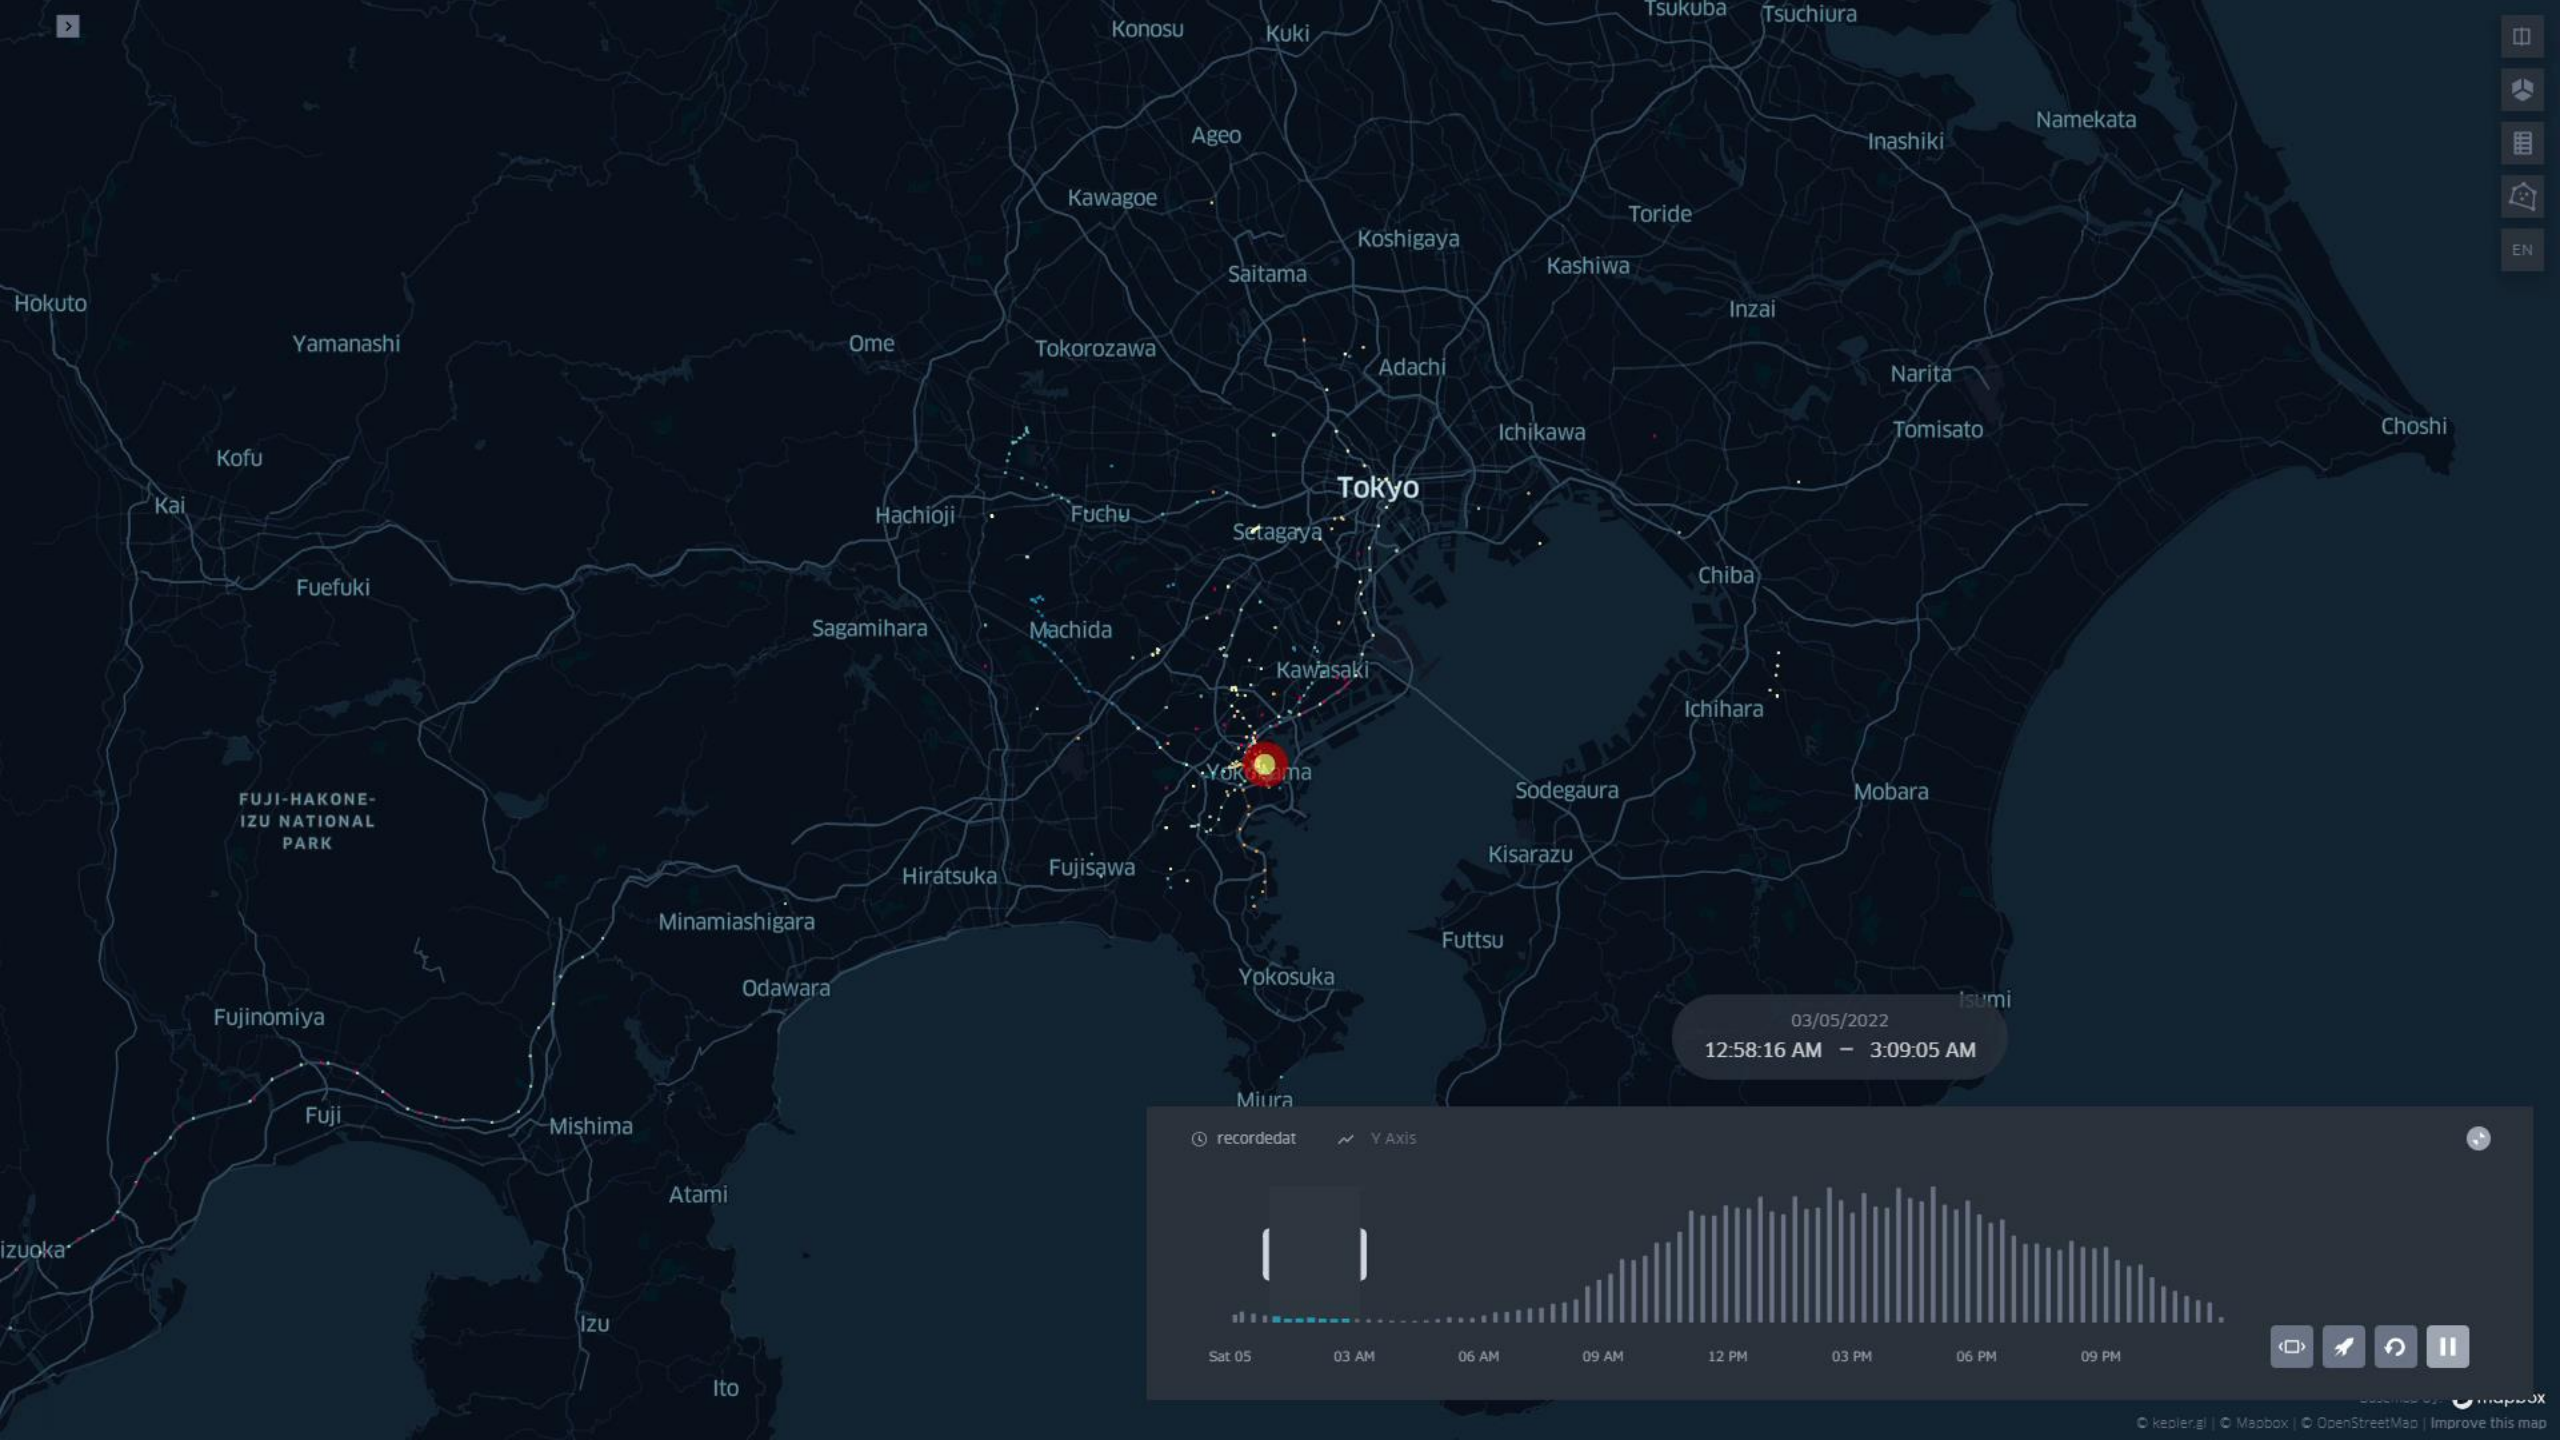 Tsukuba
Tsuchiura
Konosu
Kuki
Namekata
Ageo
Inashiki
Kawagoe
Toride
Koshigaya
EN
Kashiwa
Saitama
Hokuto
Inzai
Yamanashi
Ome
Tokorozawa
Adachi
Narita
Choshi
Ichikawa
Tomisato
Kofu
Tokyo
Kai
Hachioji
Fuchu
Setagaya
Chiba
Fuefuki
Sagamihara
Machida
Kawasaki
Ichihara
Yokohama
Sodegaura
Mobara
FUJI-HAKONE-
IZU NATIONAL
PARK
Kisarazu
Hiratsuka
Fujisawa
Minamiashigara
Futtsu
Yokosuka
Odawara
Isumi
Fujinomiya
03/05/2022
12:58:16 AM – 3:09:05 AM
Miura
Fuji
Mishima
recordedat Y Axis
Atami
izuoka
Izu
Sat 05 03 AM 06 AM 09 AM 12 PM 03 PM 06 PM 09 PM
Ito
mapbox
© kepler.gl | © Mapbox | © OpenStreetMap | Improve this map